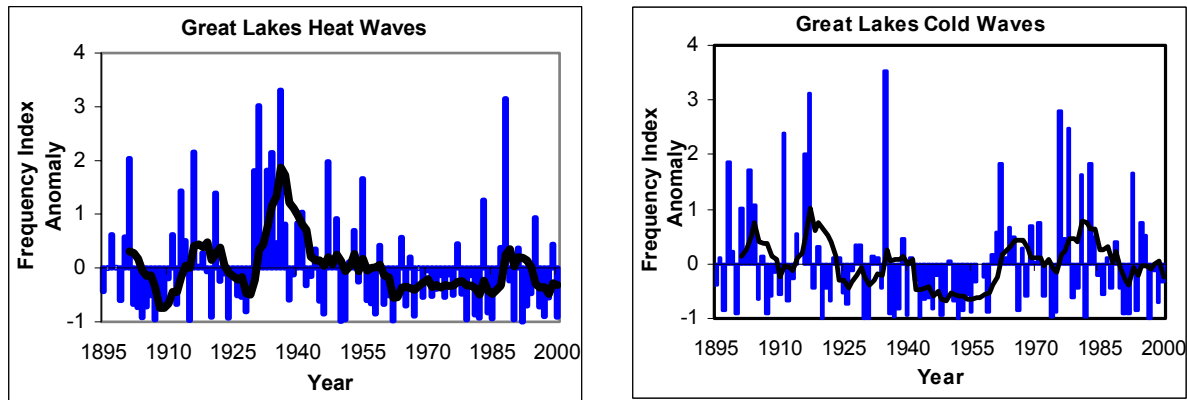 Great Lakes Heat Waves
Frequency Index
Anomaly
4
3
2
1
0
-1
1895 1910 1925 1940 1955 1970 1985 2000
Year
Great Lakes Cold Waves
Frequency Index
Anomaly
4
3
2
1
0
-1
1895 1910 1925 1940 1955 1970 1985 2000
Year